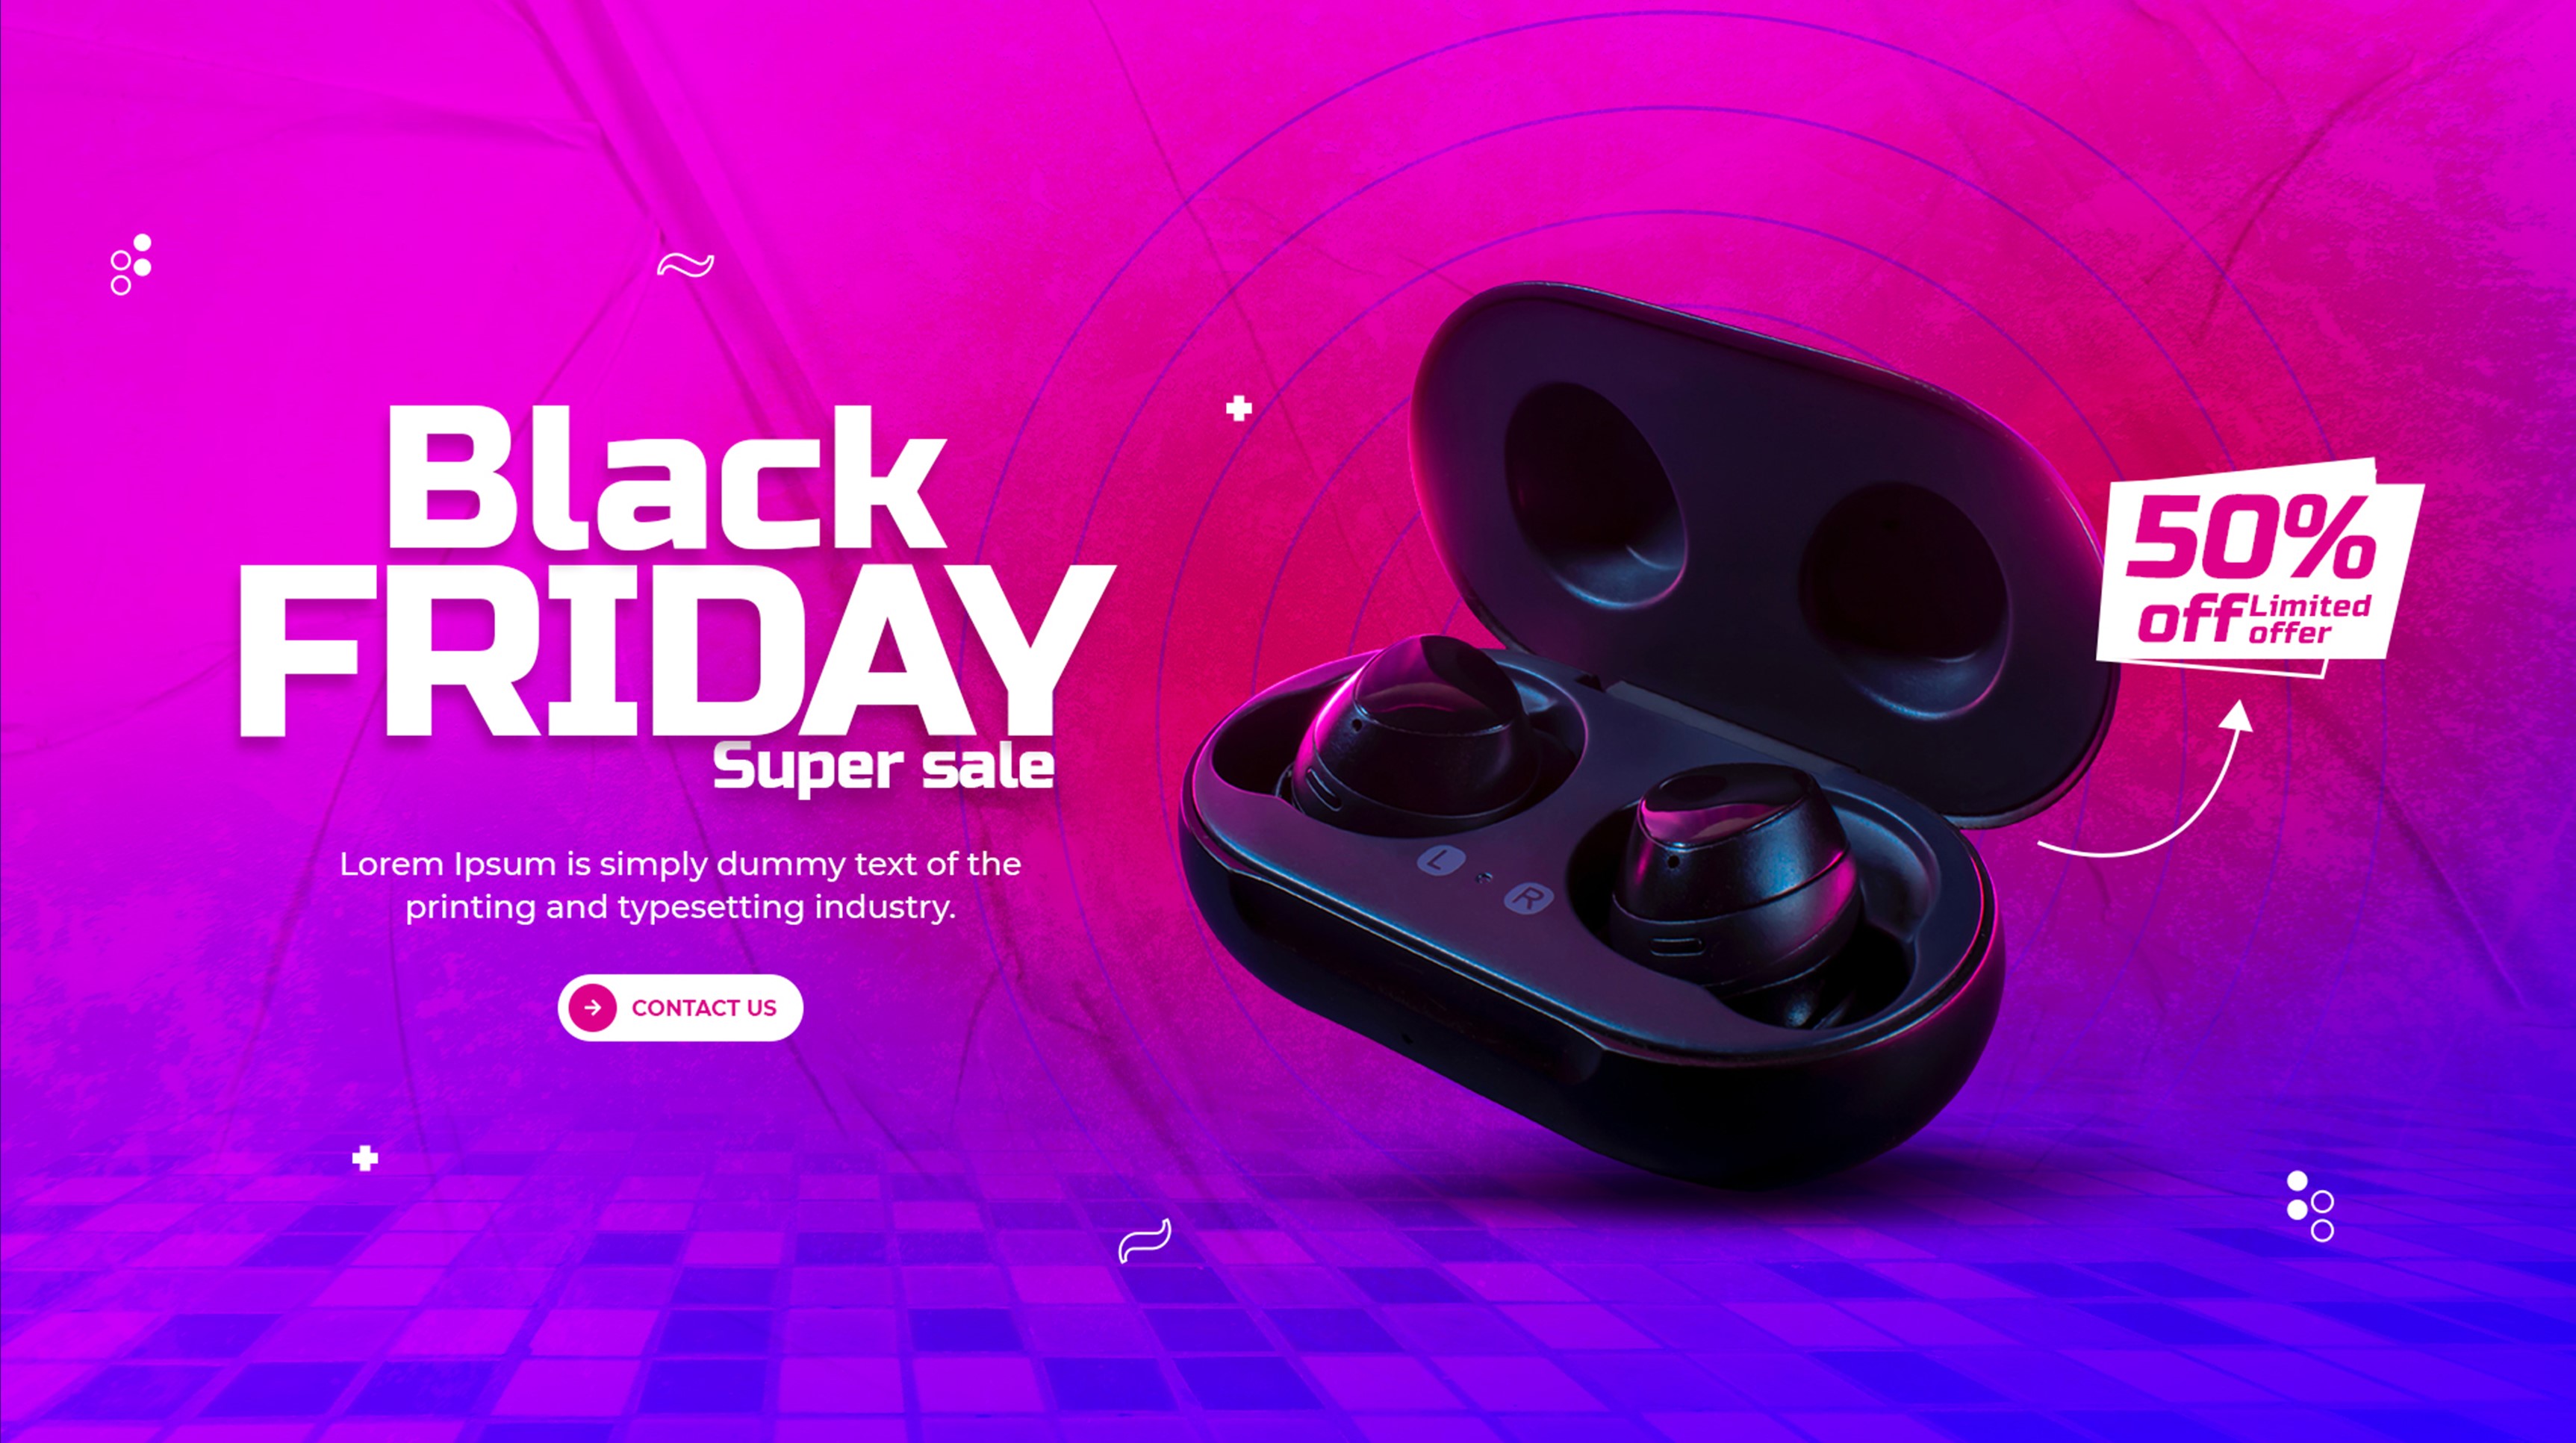 Black
FRIDAY
Super sale
Lorem Ipsum is simply dummy text of the
printing and typesetting industry.
CONTACT US
L
R
50%
off Limited
offer